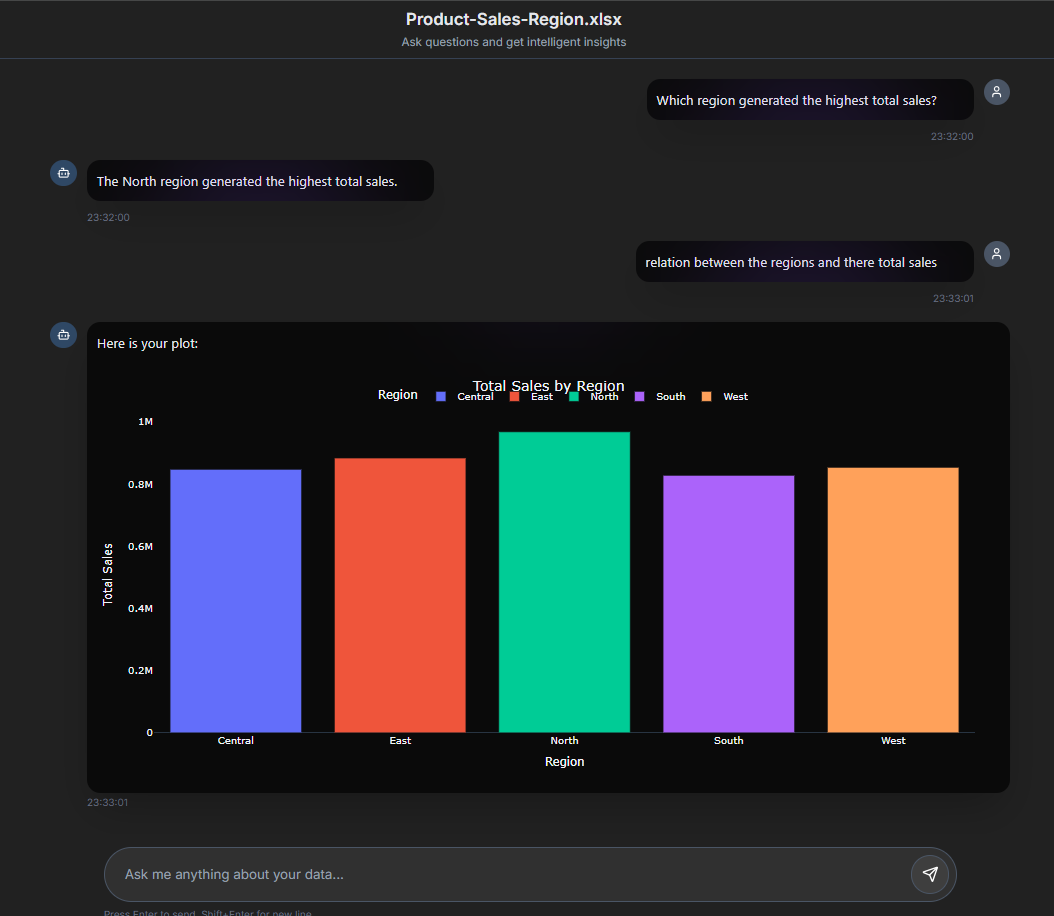 Product-Sales-Region.xlsx
Ask questions and get intelligent insights
Which region generated the highest total sales?
23:32:00
The North region generated the highest total sales.
23:32:00
relation between the regions and there total sales
23:33:01
Here is your plot:
Total Sales by Region
Region Central East North South West
1M
0.8M
0.6M
0.4M
0.2M
0
Total Sales
Central East North South West
Region
23:33:01
Ask me anything about your data...
Press Enter to send, Shift+Enter for new line